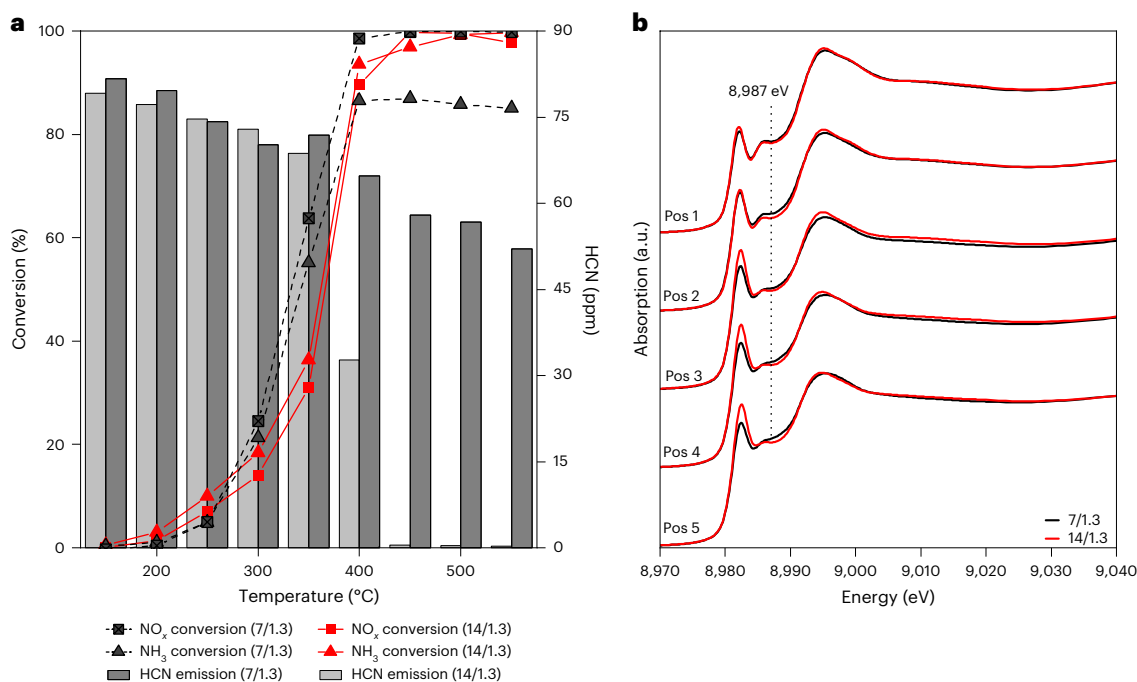 a
100
80
60
40
20
0
Conversion (%)
90
75
60
45
30
15
0
HCN (ppm)
200
300
400
500
Temperature (°C)
NOx conversion (7/1.3)
NOx conversion (14/1.3)
NH3 conversion (7/1.3)
NH3 conversion (14/1.3)
HCN emission (7/1.3)
HCN emission (14/1.3)
b
8,987 eV
Absorption (a.u.)
Pos 1
Pos 2
Pos 3
Pos 4
Pos 5
7/1.3
14/1.3
8,970
8,980
8,990
9,000
9,010
9,020
9,030
9,040
Energy (eV)